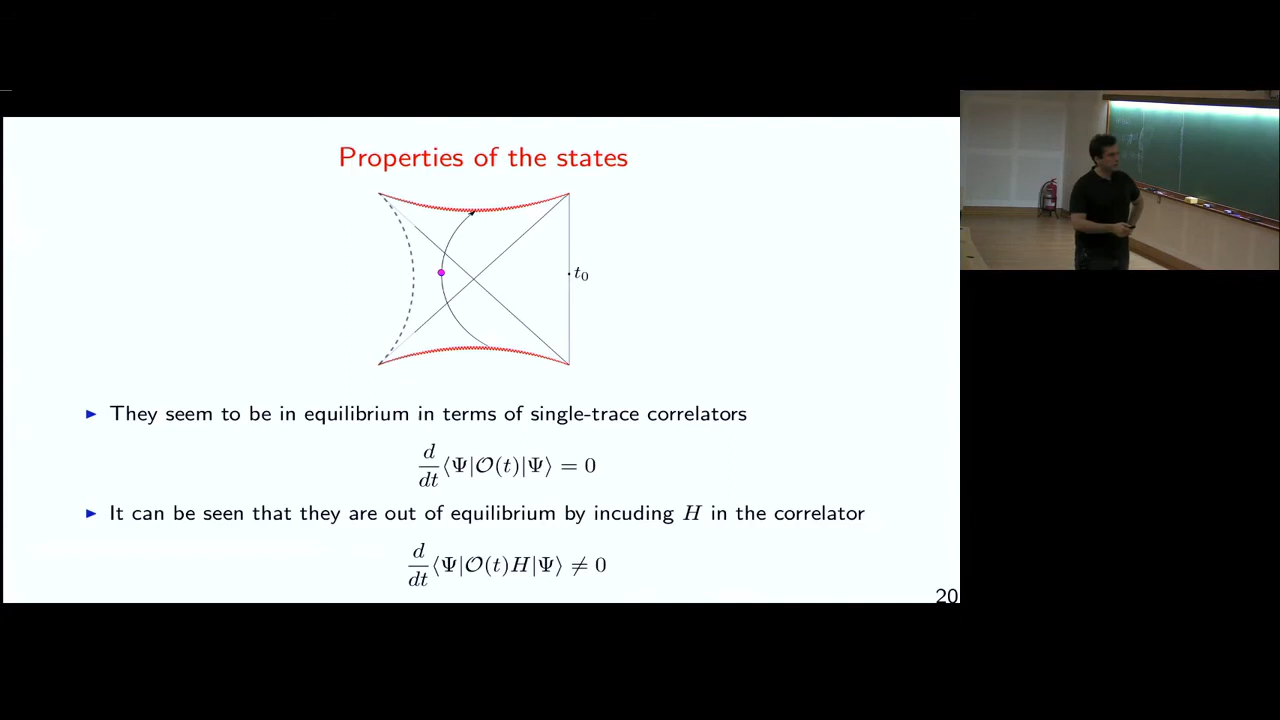 Properties of the states
t₀
▶ They seem to be in equilibrium in terms of single-trace correlators
d/dt ⟨Ψ|𝒪(t)|Ψ⟩ = 0
▶ It can be seen that they are out of equilibrium by incuding H in the correlator
d/dt ⟨Ψ|𝒪(t)H|Ψ⟩ ≠ 0
20